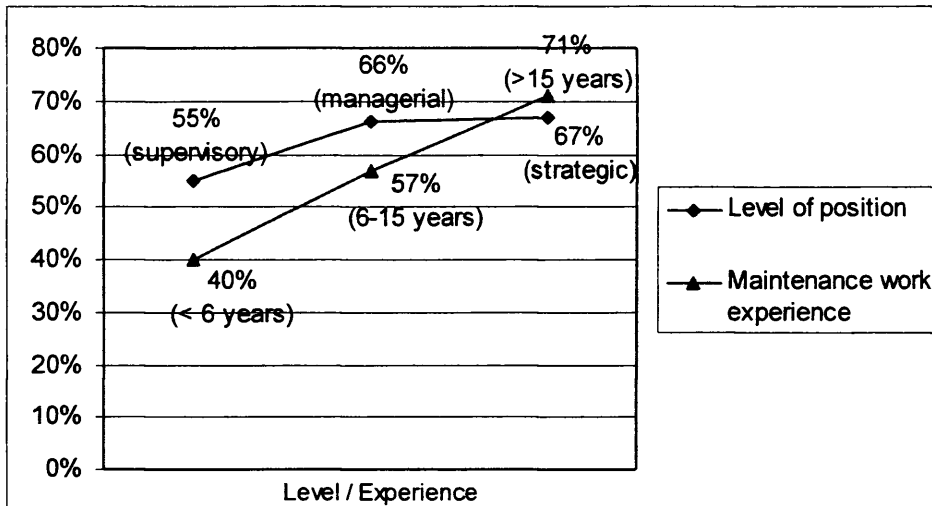 80%
70%
60%
50%
40%
30%
20%
10%
0%
55%
(supervisory)
66%
(managerial)
71%
(>15 years)
67%
(strategic)
57%
(6-15 years)
40%
(< 6 years)
Level / Experience
Level of position
Maintenance work
experience